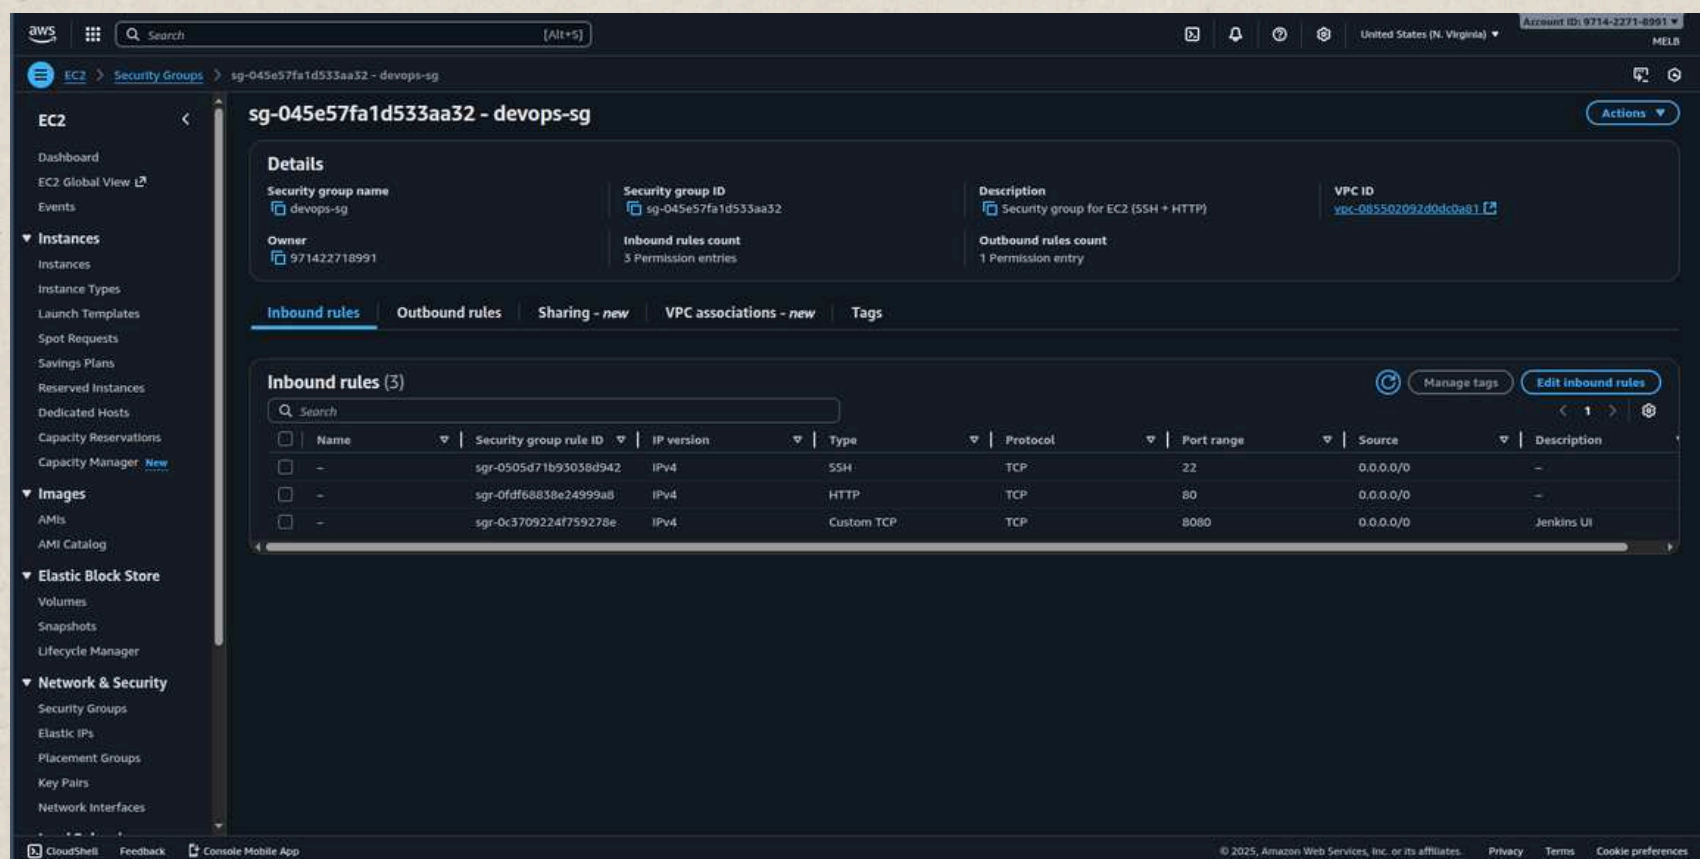 aws
Search [Alt+S]
United States (N. Virginia)
Account ID: 9714-2271-8991
MELB
EC2 > Security Groups > sg-045e57fa1d533aa32 - devops-sg
EC2
Dashboard
EC2 Global View
Events
Instances
Instances
Instance Types
Launch Templates
Spot Requests
Savings Plans
Reserved Instances
Dedicated Hosts
Capacity Reservations
Capacity Manager New
Images
AMIs
AMI Catalog
Elastic Block Store
Volumes
Snapshots
Lifecycle Manager
Network & Security
Security Groups
Elastic IPs
Placement Groups
Key Pairs
Network Interfaces
sg-045e57fa1d533aa32 - devops-sg
Actions
Details
Security group name
devops-sg
Security group ID
sg-045e57fa1d533aa32
Description
Security group for EC2 (SSH + HTTP)
VPC ID
vpc-085502092d0dc0a81
Owner
971422718991
Inbound rules count
3 Permission entries
Outbound rules count
1 Permission entry
Inbound rules Outbound rules Sharing - new VPC associations - new Tags
Inbound rules (3)
Manage tags Edit inbound rules
Search
< 1 >
Name Security group rule ID IP version Type Protocol Port range Source Description
– sgr-0505d71b93038d942 IPv4 SSH TCP 22 0.0.0.0/0 –
– sgr-0fdf68838e24999a8 IPv4 HTTP TCP 80 0.0.0.0/0 –
– sgr-0c3709224f759278e IPv4 Custom TCP TCP 8080 0.0.0.0/0 Jenkins UI
CloudShell Feedback Console Mobile App © 2025, Amazon Web Services, Inc. or its affiliates. Privacy Terms Cookie preferences